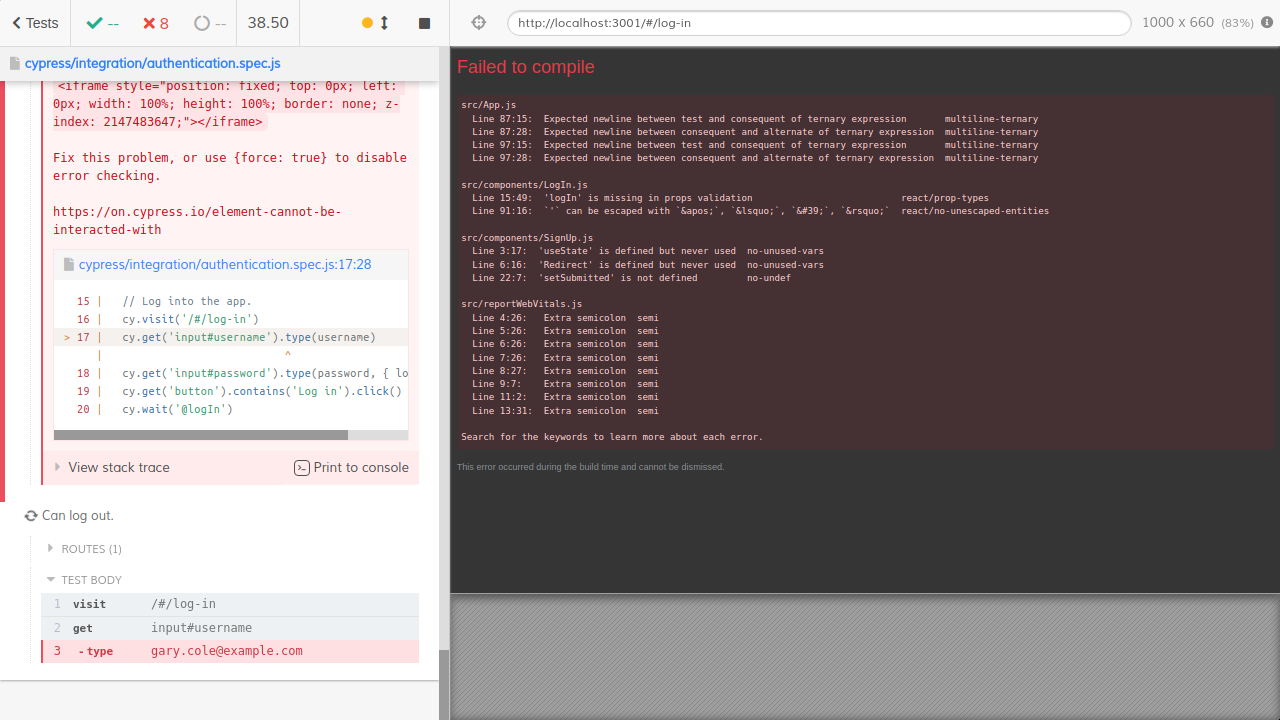 Tests
--
8
--
38.50
http://localhost:3001/#/log-in
1000 x 660 (83%)
cypress/integration/authentication.spec.js
<iframe style="position: fixed; top: 0px; left:
0px; width: 100%; height: 100%; border: none; z-
index: 2147483647;"></iframe>
Fix this problem, or use {force: true} to disable
error checking.
https://on.cypress.io/element-cannot-be-
interacted-with
cypress/integration/authentication.spec.js:17:28
15 | // Log into the app.
16 | cy.visit('/#/log-in')
> 17 | cy.get('input#username').type(username)
| ^
18 | cy.get('input#password').type(password, { lo
19 | cy.get('button').contains('Log in').click()
20 | cy.wait('@logIn')
View stack trace
Print to console
Can log out.
ROUTES (1)
TEST BODY
1 visit /#/log-in
2 get input#username
3 -type gary.cole@example.com
Failed to compile
src/App.js
Line 87:15: Expected newline between test and consequent of ternary expression multiline-ternary
Line 87:28: Expected newline between consequent and alternate of ternary expression multiline-ternary
Line 97:15: Expected newline between test and consequent of ternary expression multiline-ternary
Line 97:28: Expected newline between consequent and alternate of ternary expression multiline-ternary
src/components/LogIn.js
Line 15:49: 'logIn' is missing in props validation react/prop-types
Line 91:16: `'` can be escaped with `&apos;`, `&lsquo;`, `&#39;`, `&rsquo;` react/no-unescaped-entities
src/components/SignUp.js
Line 3:17: 'useState' is defined but never used no-unused-vars
Line 6:16: 'Redirect' is defined but never used no-unused-vars
Line 22:7: 'setSubmitted' is not defined no-undef
src/reportWebVitals.js
Line 4:26: Extra semicolon semi
Line 5:26: Extra semicolon semi
Line 6:26: Extra semicolon semi
Line 7:26: Extra semicolon semi
Line 8:27: Extra semicolon semi
Line 9:7: Extra semicolon semi
Line 11:2: Extra semicolon semi
Line 13:31: Extra semicolon semi
Search for the keywords to learn more about each error.
This error occurred during the build time and cannot be dismissed.